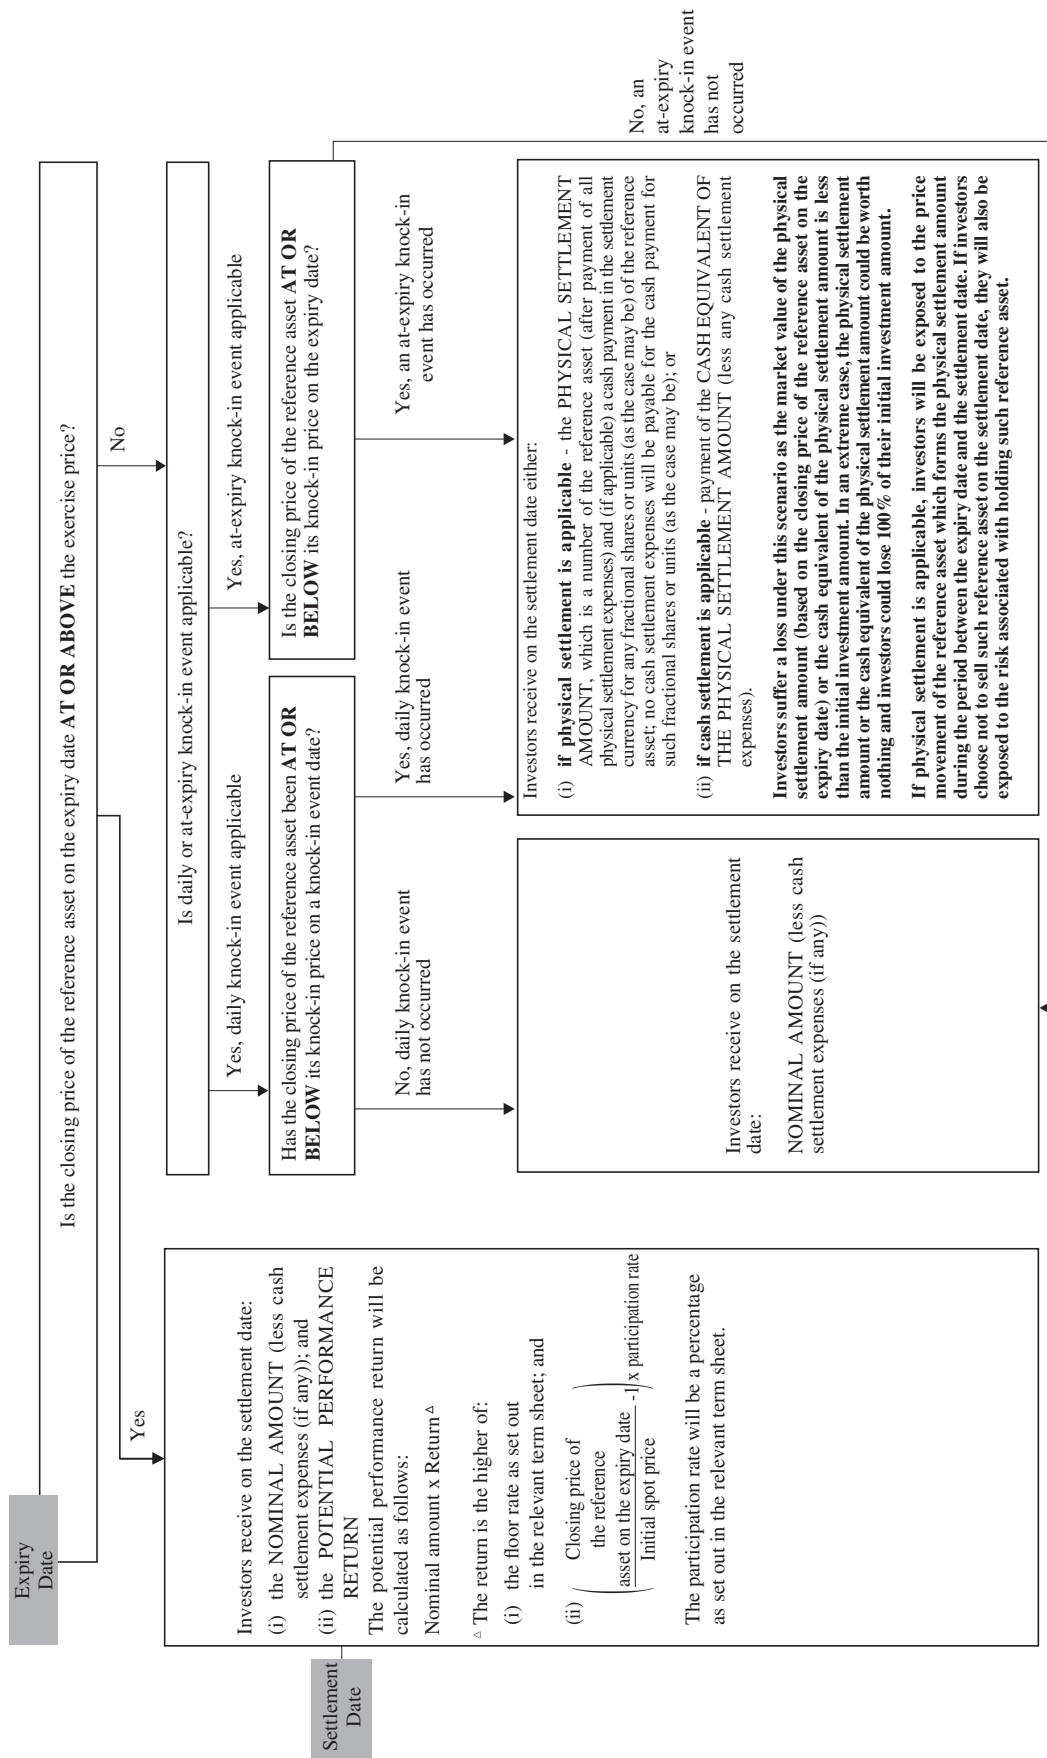 Expiry
Date
Is the closing price of the reference asset on the expiry date AT OR ABOVE the exercise price?
Yes
No
Is daily or at-expiry knock-in event applicable?
Yes, daily knock-in event applicable
Yes, at-expiry knock-in event applicable
Has the closing price of the reference asset been AT OR
BELOW its knock-in price on a knock-in event date?
Is the closing price of the reference asset AT OR
BELOW its knock-in price on the expiry date?
No, daily knock-in event
has not occurred
Yes, daily knock-in event
has occurred
Yes, an at-expiry knock-in
event has occurred
No, an
at-expiry
knock-in event
has not
occurred
Settlement
Date
Investors receive on the settlement date:
(i) the NOMINAL AMOUNT (less cash
settlement expenses (if any)); and
(ii) the POTENTIAL PERFORMANCE
RETURN
The potential performance return will be
calculated as follows:
Nominal amount x Return△
△ The return is the higher of:
(i) the floor rate as set out
in the relevant term sheet; and
(ii) ( Closing price of
the reference
asset on the expiry date
Initial spot price
-1) x participation rate
The participation rate will be a percentage
as set out in the relevant term sheet.
Investors receive on the settlement
date:
NOMINAL AMOUNT (less cash
settlement expenses (if any))
Investors receive on the settlement date either:
(i) if physical settlement is applicable - the PHYSICAL SETTLEMENT
AMOUNT, which is a number of the reference asset (after payment of all
physical settlement expenses) and (if applicable) a cash payment in the settlement
currency for any fractional shares or units (as the case may be) of the reference
asset; no cash settlement expenses will be payable for the cash payment for
such fractional shares or units (as the case may be); or
(ii) if cash settlement is applicable - payment of the CASH EQUIVALENT OF
THE PHYSICAL SETTLEMENT AMOUNT (less any cash settlement
expenses).
Investors suffer a loss under this scenario as the market value of the physical
settlement amount (based on the closing price of the reference asset on the
expiry date) or the cash equivalent of the physical settlement amount is less
than the initial investment amount. In an extreme case, the physical settlement
amount or the cash equivalent of the physical settlement amount could be worth
nothing and investors could lose 100% of their initial investment amount.
If physical settlement is applicable, investors will be exposed to the price
movement of the reference asset which forms the physical settlement amount
during the period between the expiry date and the settlement date. If investors
choose not to sell such reference asset on the settlement date, they will also be
exposed to the risk associated with holding such reference asset.